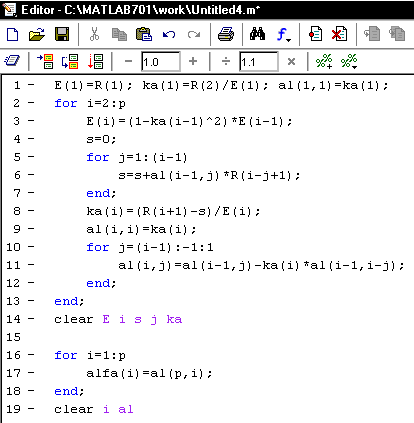 Editor - C:\MATLAB701\work\Untitled4.m*
1.0 1.1
1 - E(1)=R(1); ka(1)=R(2)/E(1); al(1,1)=ka(1);
2 - for i=2:p
3 - E(i)=(1-ka(i-1)^2)*E(i-1);
4 - s=0;
5 - for j=1:(i-1)
6 - s=s+al(i-1,j)*R(i-j+1);
7 - end;
8 - ka(i)=(R(i+1)-s)/E(i);
9 - al(i,i)=ka(i);
10 - for j=(i-1):-1:1
11 - al(i,j)=al(i-1,j)-ka(i)*al(i-1,i-j);
12 - end;
13 - end;
14 - clear E i s j ka
15
16 - for i=1:p
17 - alfa(i)=al(p,i);
18 - end;
19 - clear i al